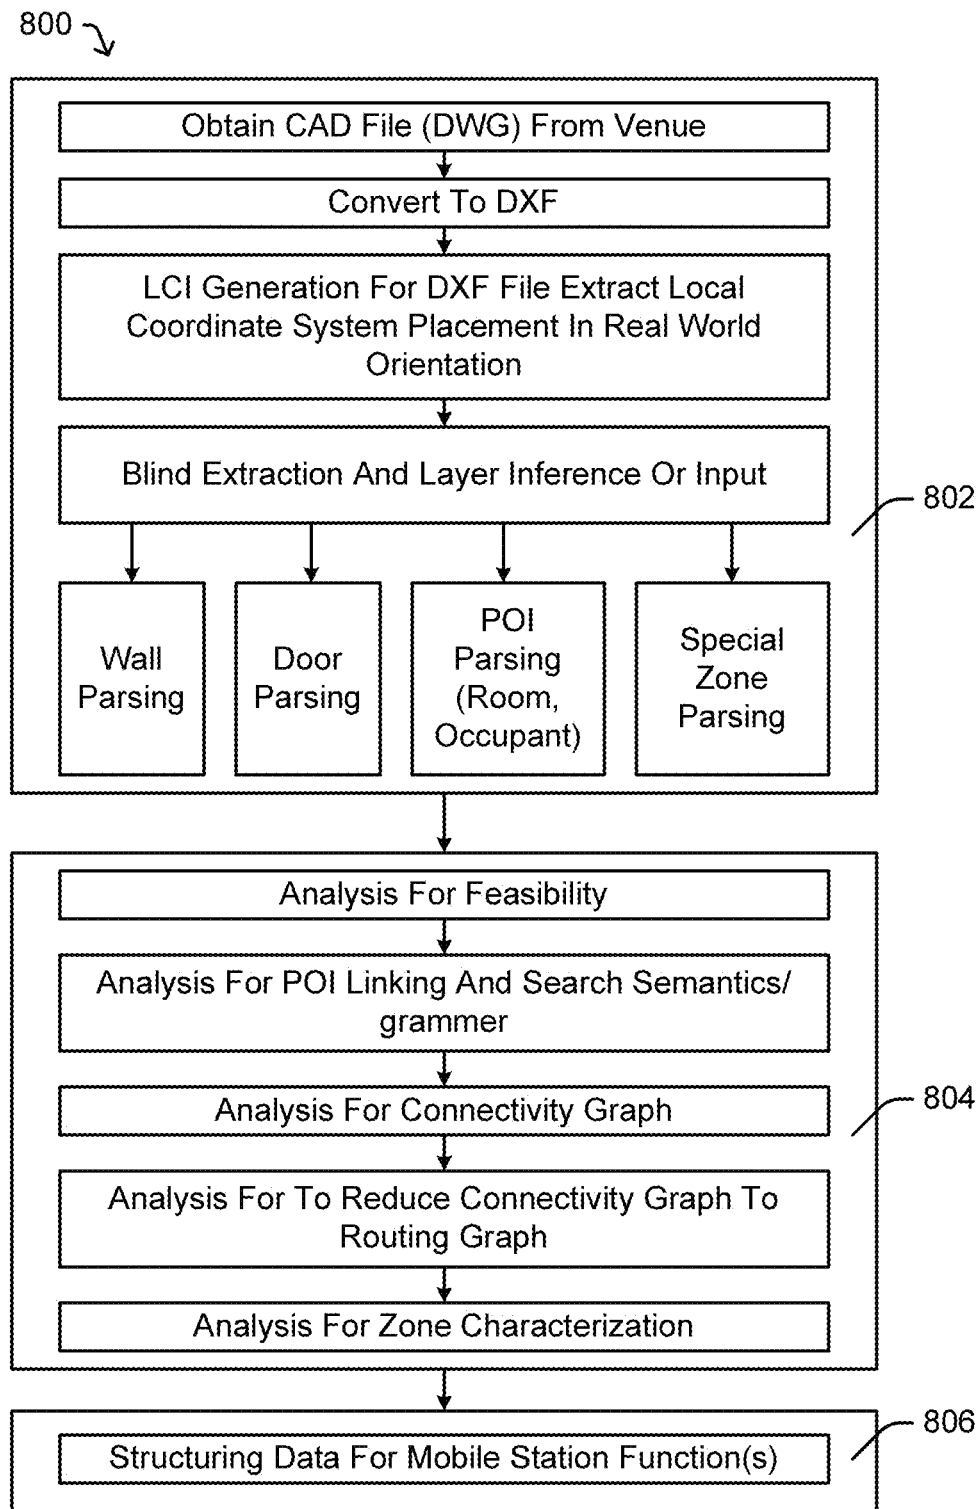 800
Obtain CAD File (DWG) From Venue
Convert To DXF
LCI Generation For DXF File Extract Local
Coordinate System Placement In Real World
Orientation
Blind Extraction And Layer Inference Or Input
802
Wall
Parsing
Door
Parsing
POI
Parsing
(Room,
Occupant)
Special
Zone
Parsing
Analysis For Feasibility
Analysis For POI Linking And Search Semantics/
grammer
Analysis For Connectivity Graph
804
Analysis For To Reduce Connectivity Graph To
Routing Graph
Analysis For Zone Characterization
806
Structuring Data For Mobile Station Function(s)